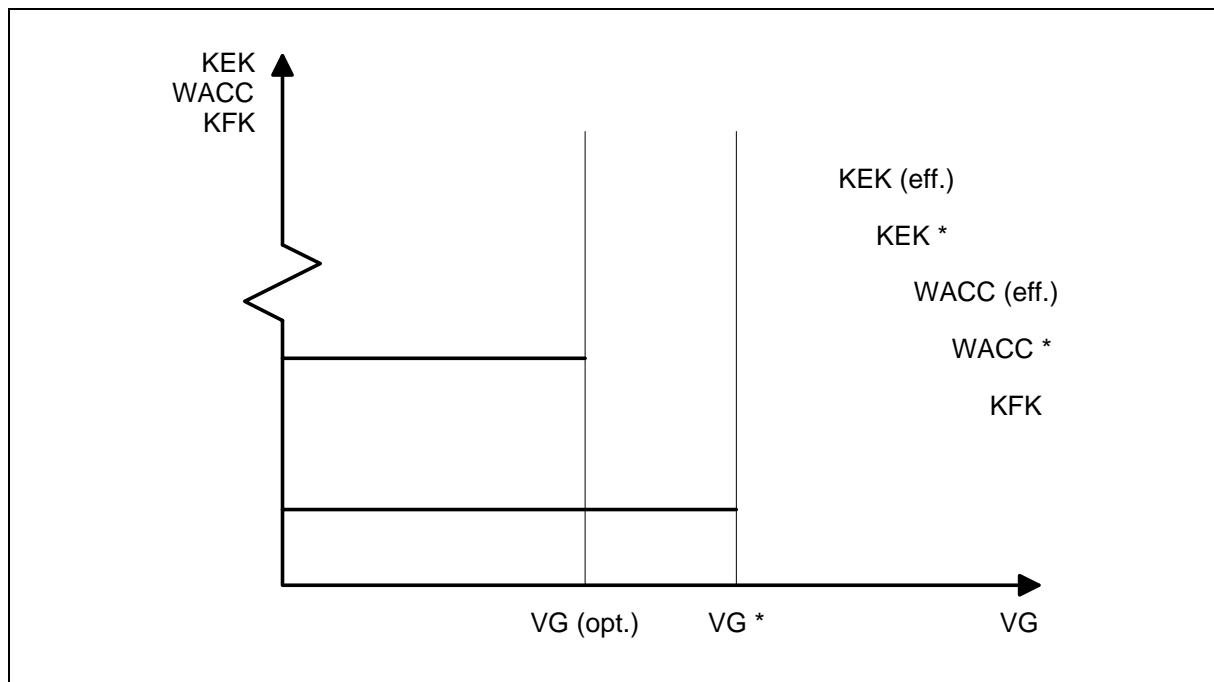 KEK
WACC
KFK
KEK (eff.)
KEK *
WACC (eff.)
WACC *
KFK
VG (opt.)
VG *
VG